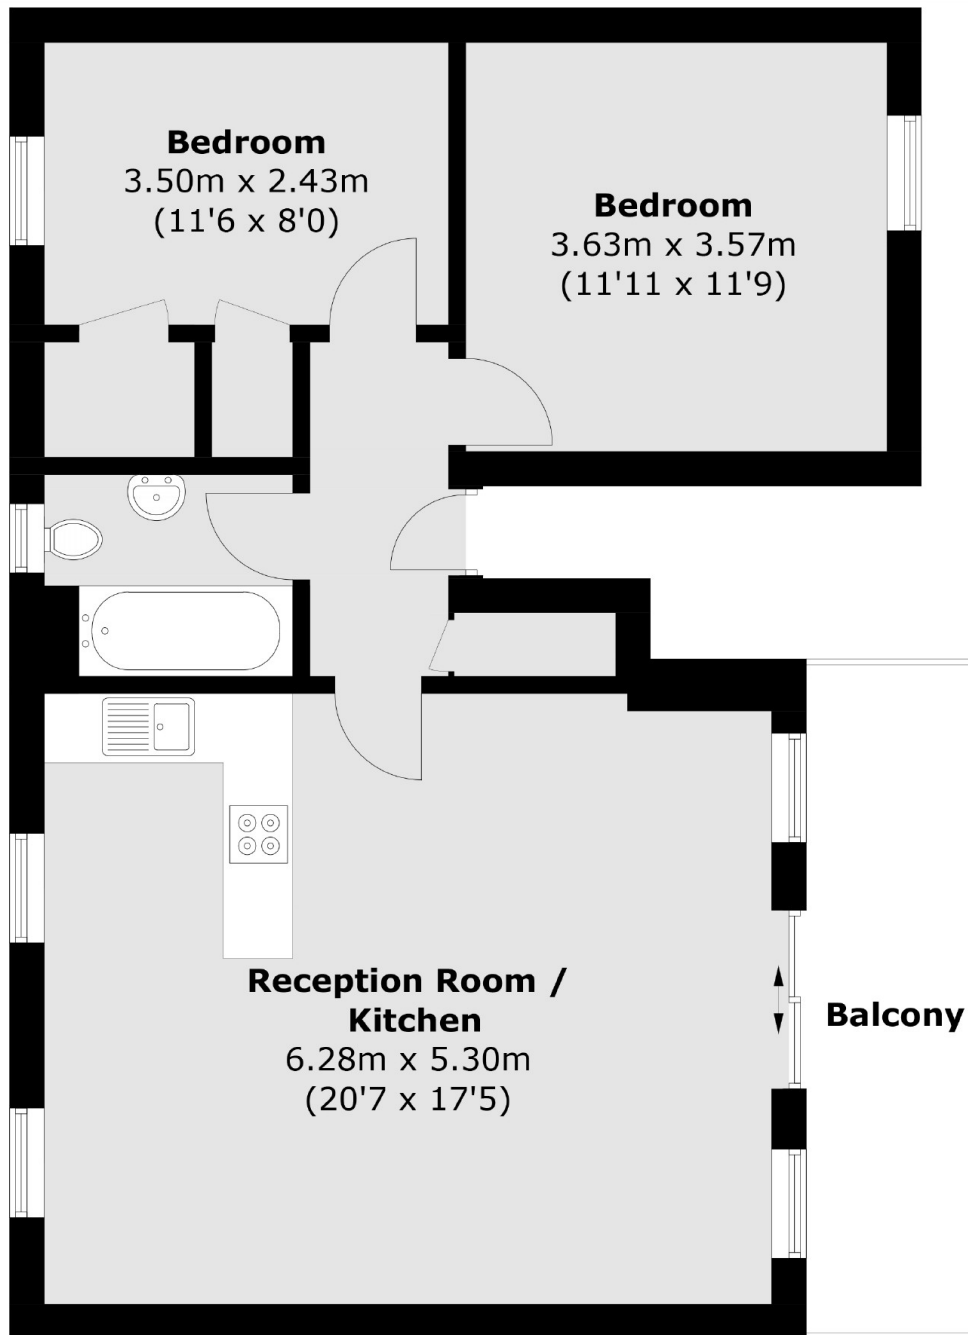 Bedroom
3.50m x 2.43m
(11'6 x 8'0)
Bedroom
3.63m x 3.57m
(11'11 x 11'9)
Reception Room /
Kitchen
6.28m x 5.30m
(20'7 x 17'5)
Balcony